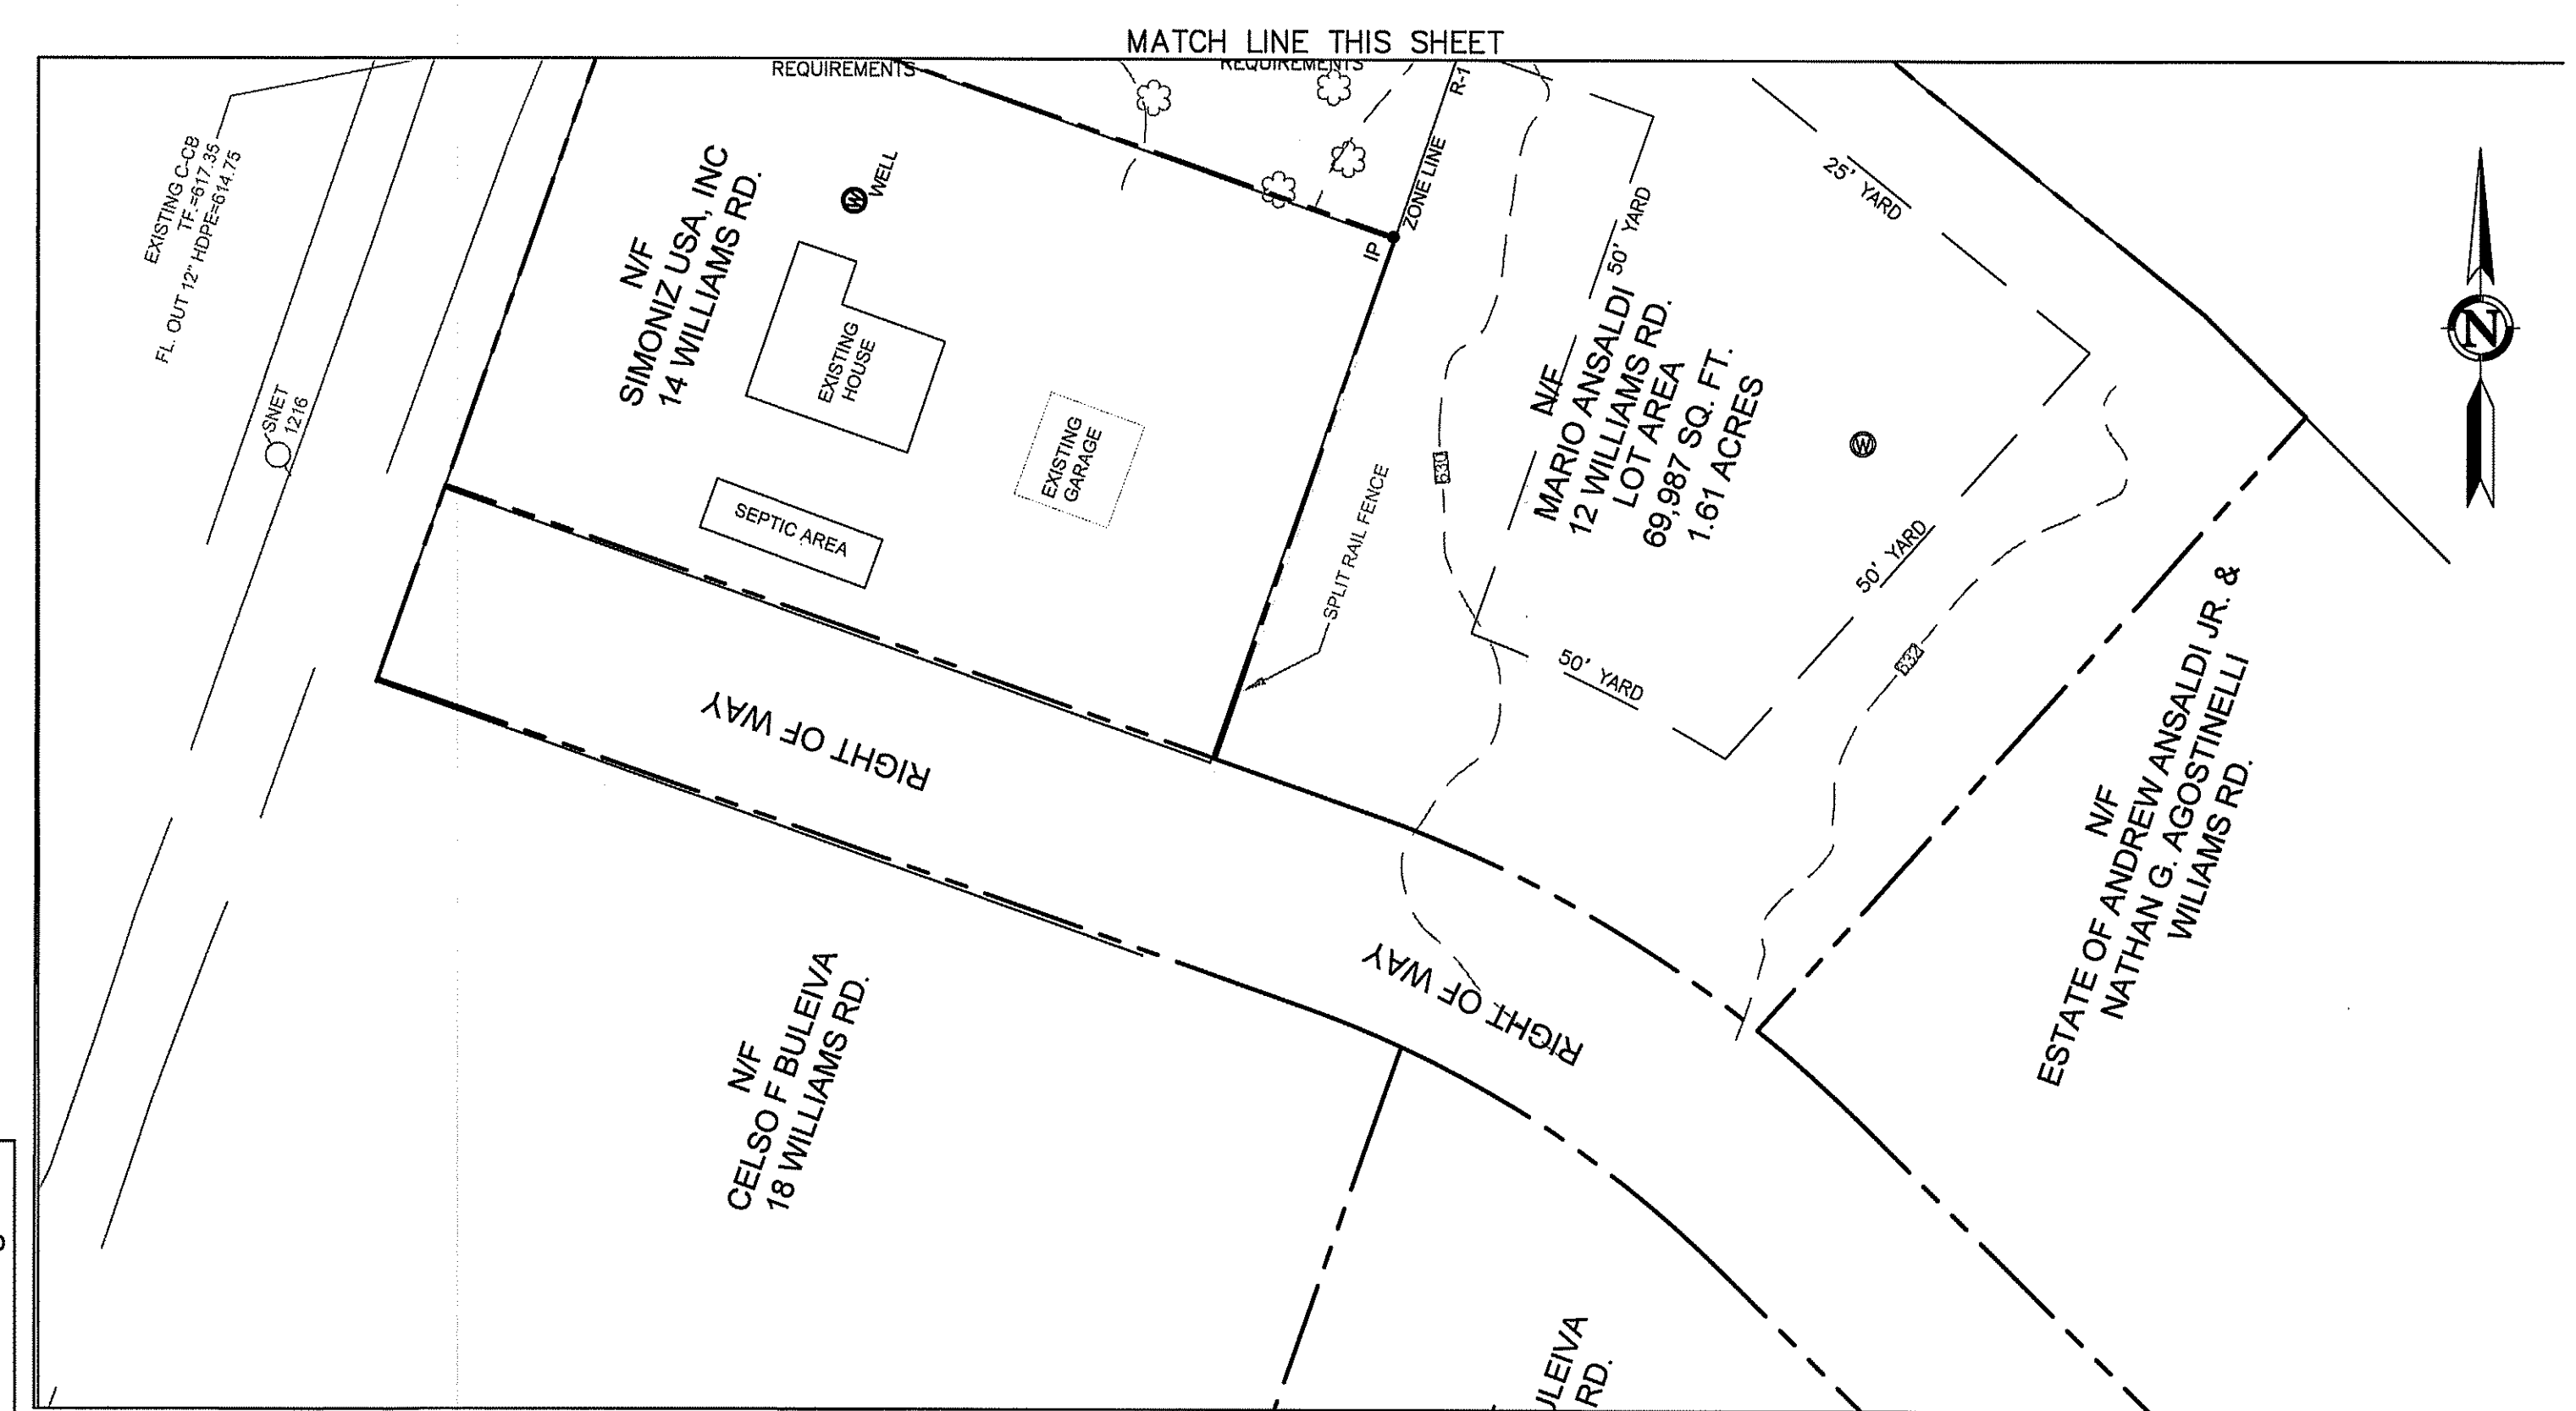 MATCH LINE THIS SHEET
REQUIREMENTS
REQUIREMENTS
R-1
ZONE LINE
IP
EXISTING C-CB
TF.=617.35
FL. OUT 12" HDPE=614.75
SNET
1216
N/F
SIMONIZ USA, INC
14 WILLIAMS RD.
W
WELL
EXISTING
HOUSE
EXISTING
GARAGE
SEPTIC AREA
SPLIT RAIL FENCE
630
50' YARD
25' YARD
N/F
MARIO ANSALDI
12 WILLIAMS RD.
LOT AREA
69,987 SQ. FT.
1.61 ACRES
W
50' YARD
50' YARD
632
N
N/F
ESTATE OF ANDREW ANSALDI JR. &
NATHAN G. AGOSTINELLI
WILIAMS RD.
RIGHT OF WAY
RIGHT OF WAY
N/F
CELSO F BULEIVA
18 WILLIAMS RD.
ULEIVA
RD.